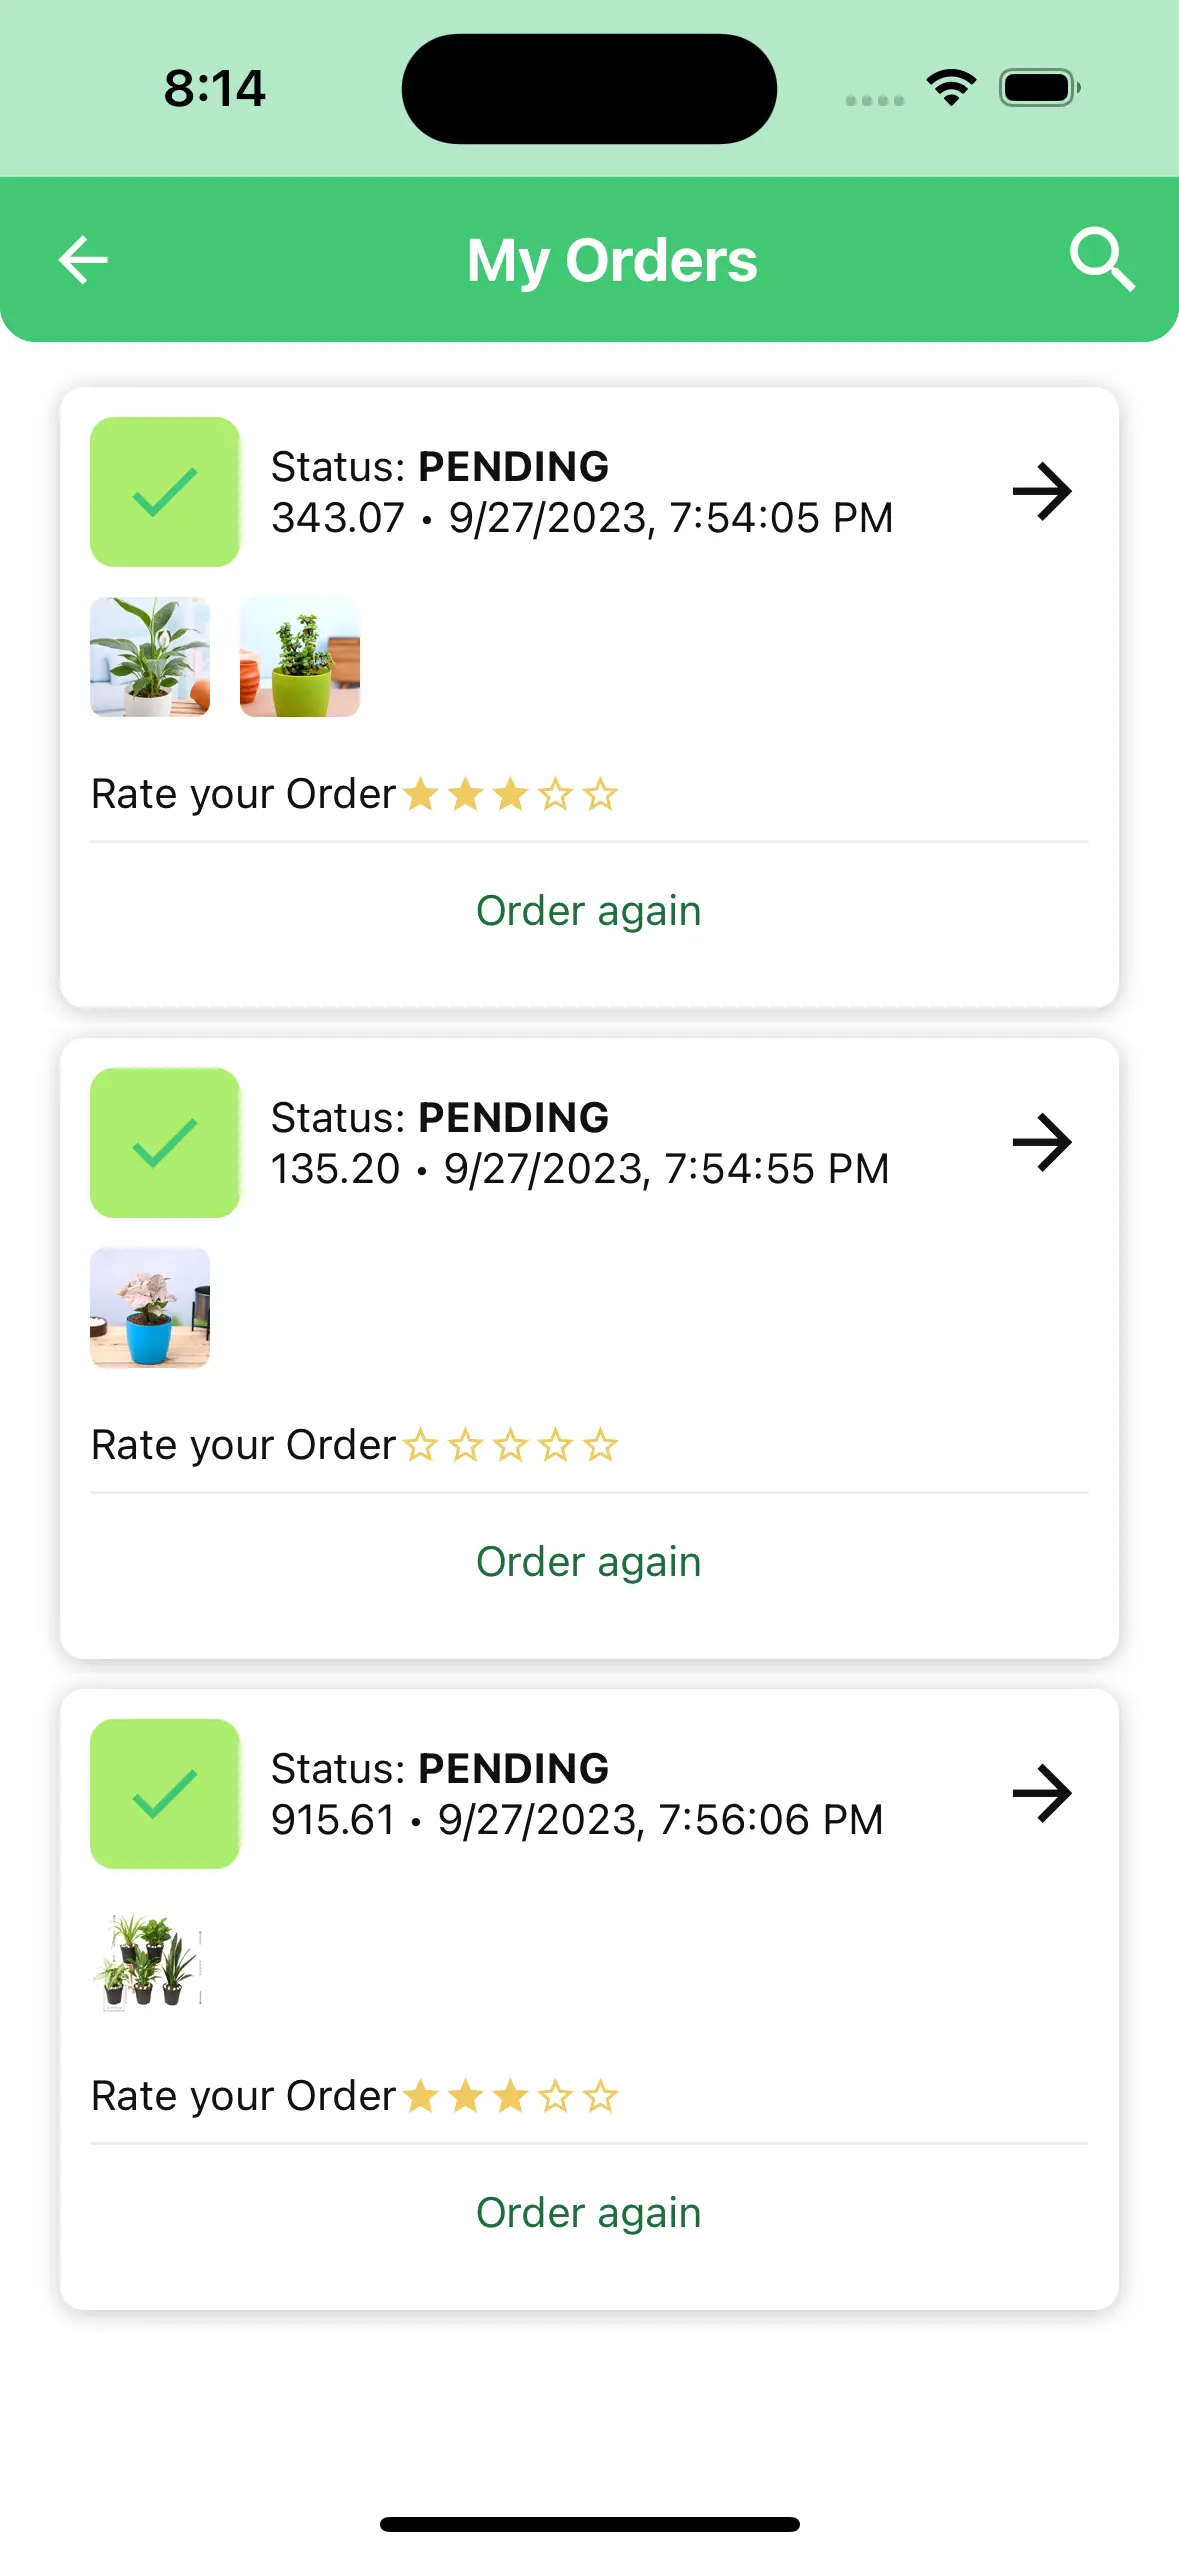 8:14
My Orders
Status: PENDING
343.07 • 9/27/2023, 7:54:05 PM
Rate your Order
Order again
Status: PENDING
135.20 • 9/27/2023, 7:54:55 PM
Rate your Order
Order again
Status: PENDING
915.61 • 9/27/2023, 7:56:06 PM
Rate your Order
Order again